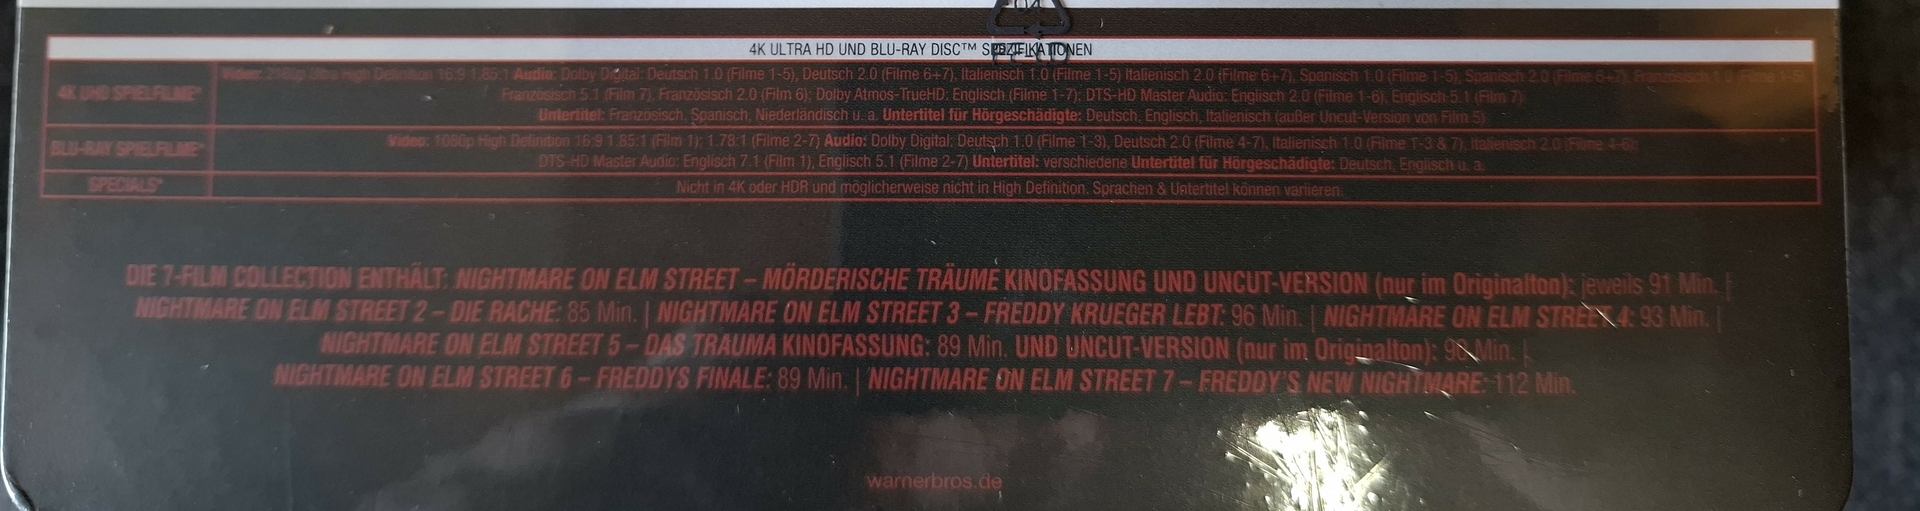 04
4K ULTRA HD UND BLU-RAY DISC™ SPEZIFIKATIONEN
4K UHD SPIELFILME*
Video: 2160p Ultra High Definition 16:9 1.85:1 Audio: Dolby Digital: Deutsch 1.0 (Filme 1-5), Deutsch 2.0 (Filme 6+7), Italienisch 1.0 (Filme 1-5) Italienisch 2.0 (Filme 6+7), Spanisch 1.0 (Filme 1-5), Spanisch 2.0 (Filme 6+7), Französisch 1.0 (Filme 1-5),
Französisch 5.1 (Film 7), Französisch 2.0 (Film 6); Dolby Atmos-TrueHD: Englisch (Filme 1-7); DTS-HD Master Audio: Englisch 2.0 (Filme 1-6), Englisch 5.1 (Film 7)
Untertitel: Französisch, Spanisch, Niederländisch u. a. Untertitel für Hörgeschädigte: Deutsch, Englisch, Italienisch (außer Uncut-Version von Film 5)
BLU-RAY SPIELFILME*
Video: 1080p High Definition 16:9 1.85:1 (Film 1); 1.78:1 (Filme 2-7) Audio: Dolby Digital: Deutsch 1.0 (Filme 1-3), Deutsch 2.0 (Filme 4-7), Italienisch 1.0 (Filme 1-3 & 7), Italienisch 2.0 (Filme 4-6);
DTS-HD Master Audio: Englisch 7.1 (Film 1), Englisch 5.1 (Filme 2-7) Untertitel: verschiedene Untertitel für Hörgeschädigte: Deutsch, Englisch u. a.
SPECIALS*
Nicht in 4K oder HDR und möglicherweise nicht in High Definition. Sprachen & Untertitel können variieren.
DIE 7-FILM COLLECTION ENTHÄLT: NIGHTMARE ON ELM STREET – MÖRDERISCHE TRÄUME KINOFASSUNG UND UNCUT-VERSION (nur im Originalton): jeweils 91 Min. |
NIGHTMARE ON ELM STREET 2 – DIE RACHE: 85 Min. | NIGHTMARE ON ELM STREET 3 – FREDDY KRUEGER LEBT: 96 Min. | NIGHTMARE ON ELM STREET 4: 93 Min. |
NIGHTMARE ON ELM STREET 5 – DAS TRAUMA KINOFASSUNG: 89 Min. UND UNCUT-VERSION (nur im Originalton): Min. |
NIGHTMARE ON ELM STREET 6 – FREDDYS FINALE: 89 Min. | NIGHTMARE ON ELM STREET 7 – FREDDY'S NEW NIGHTMARE: 112 Min.
warnerbros.de